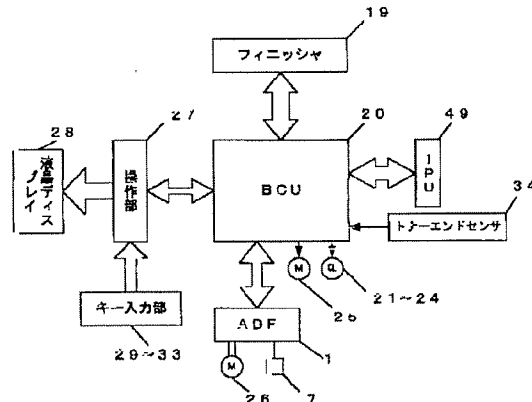 19
フィニッシャ
28
27
20
49
34
液晶ディスプレイ
操作部
BCU
IPU
トナーエンドセンサ
M
CL
25
21~24
キー入力部
29~33
ADF
1
M
26
7